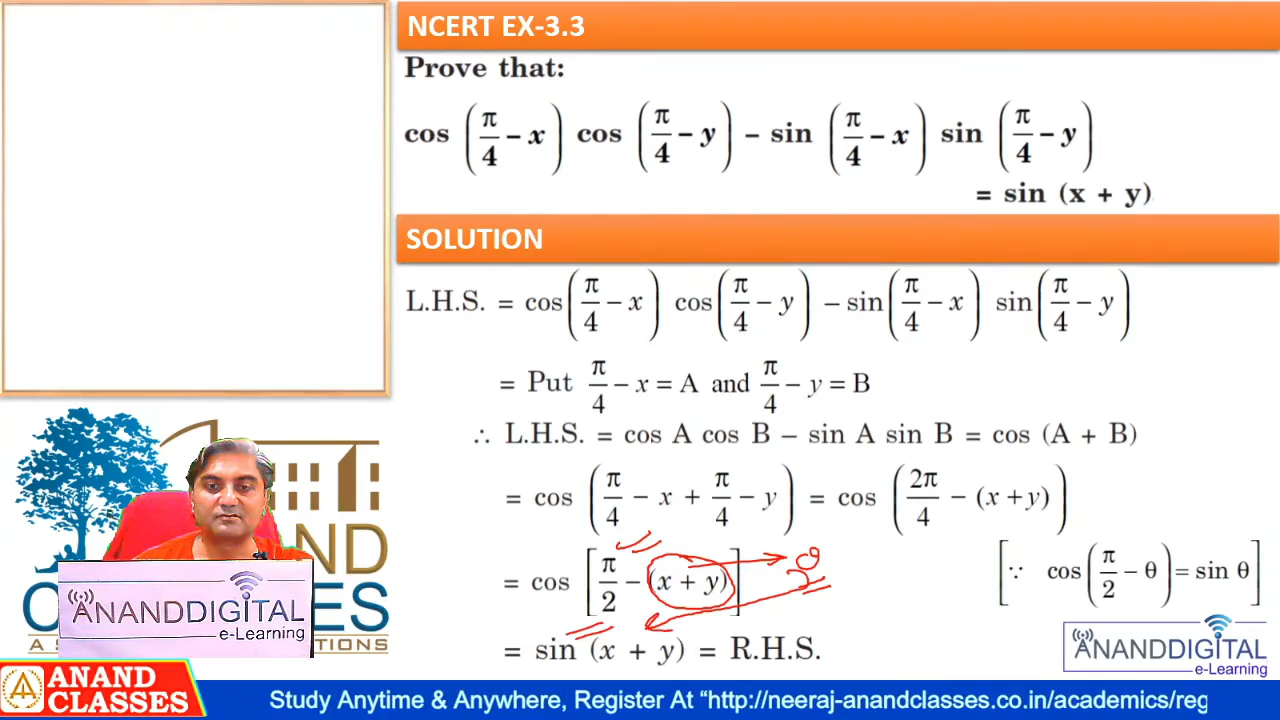 NCERT EX-3.3
Prove that:
cos (π/4 – x) cos (π/4 – y) – sin (π/4 – x) sin (π/4 – y)
= sin (x + y)
SOLUTION
L.H.S. = cos(π/4 – x) cos(π/4 – y) – sin(π/4 – x) sin(π/4 – y)
= Put π/4 – x = A and π/4 – y = B
∴ L.H.S. = cos A cos B – sin A sin B = cos (A + B)
= cos (π/4 – x + π/4 – y) = cos (2π/4 – (x + y))
= cos [π/2 – (x + y)] [∵ cos(π/2 – θ) = sin θ]
= sin (x + y) = R.H.S.
ANANDDIGITAL
e-Learning
ANANDDIGITAL
e-Learning
ANAND
CLASSES
Study Anytime & Anywhere, Register At “http://neeraj-anandclasses.co.in/academics/reg